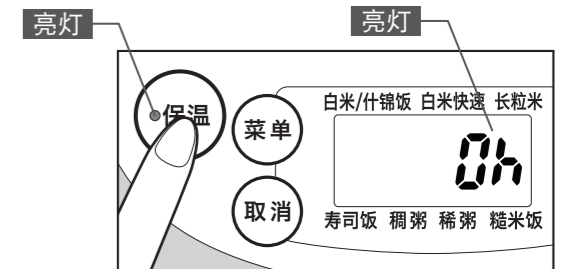 亮灯
亮灯
保温
菜单
取消
白米/什锦饭 白米快速 长粒米
0h
寿司饭 稠粥 稀粥 糙米饭